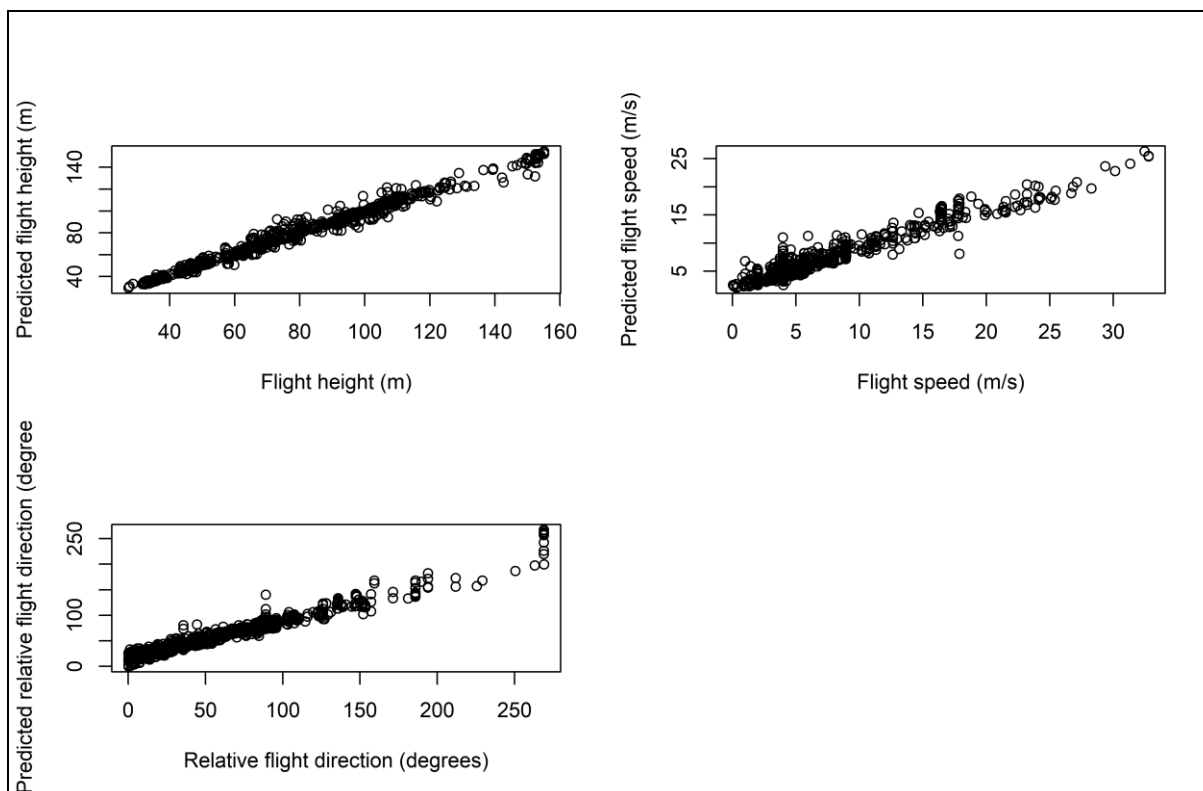 Predicted flight height (m)
140
80
40
40 60 80 100 120 140 160
Flight height (m)
Predicted flight speed (m/s)
25
15
5
0 5 10 15 20 25 30
Flight speed (m/s)
Predicted relative flight direction (degree
250
100
0
0 50 100 150 200 250
Relative flight direction (degrees)